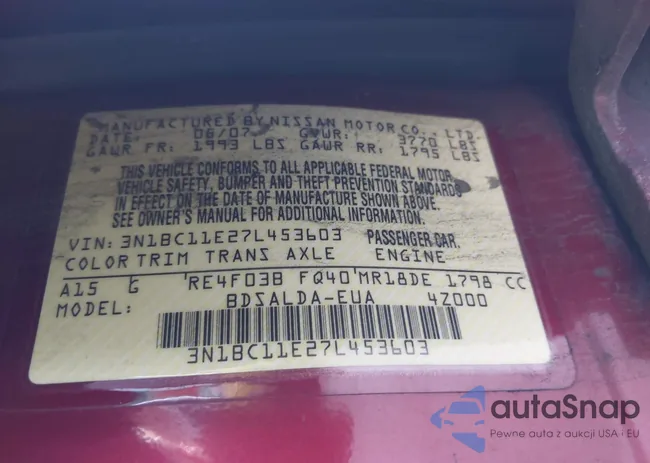 MANUFACTURED BY NISSAN MOTOR CO., LTD.
DATE: 06/07 GVWR: 3770 LBS
GAWR FR: 1993 LBS GAWR RR: 1795 LBS
THIS VEHICLE CONFORMS TO ALL APPLICABLE FEDERAL MOTOR
VEHICLE SAFETY, BUMPER AND THEFT PREVENTION STANDARDS
IN EFFECT ON THE DATE OF MANUFACTURE SHOWN ABOVE.
SEE OWNER'S MANUAL FOR ADDITIONAL INFORMATION.
VIN: 3N1BC11E27L453603 PASSENGER CAR.
COLOR TRIM TRANS AXLE ENGINE
A15 G RE4F03B FQ40 MR18DE 1798 CC
MODEL: BDSALDA-EUA 4Z000
3N1BC11E27L453603
autaSnap
Pewne auta z aukcji USA i EU